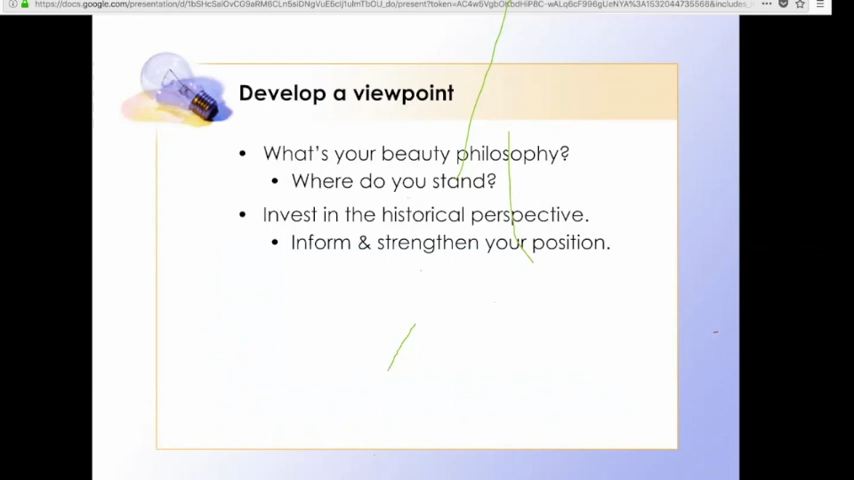 Develop a viewpoint
• What's your beauty philosophy?
• Where do you stand?
• Invest in the historical perspective.
• Inform & strengthen your position.